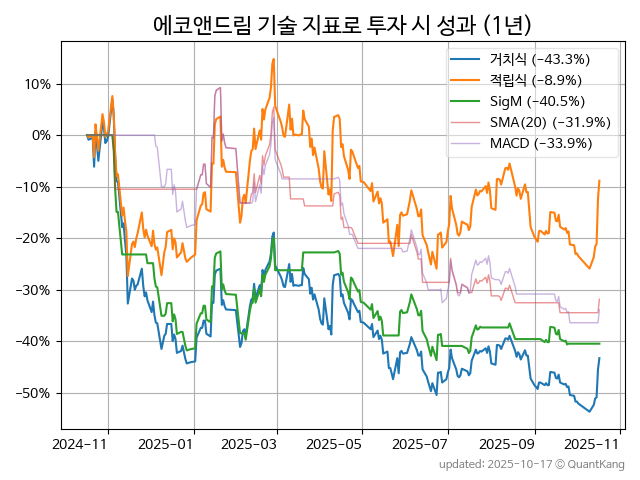 에코앤드림 기술 지표로 투자 시 성과 (1년)
거치식 (−43.3%)
적립식 (−8.9%)
SigM (−40.5%)
SMA(20) (−31.9%)
MACD (−33.9%)
10%
0%
−10%
−20%
−30%
−40%
−50%
2024-11 2025-01 2025-03 2025-05 2025-07 2025-09 2025-11
updated: 2025-10-17 © QuantKang